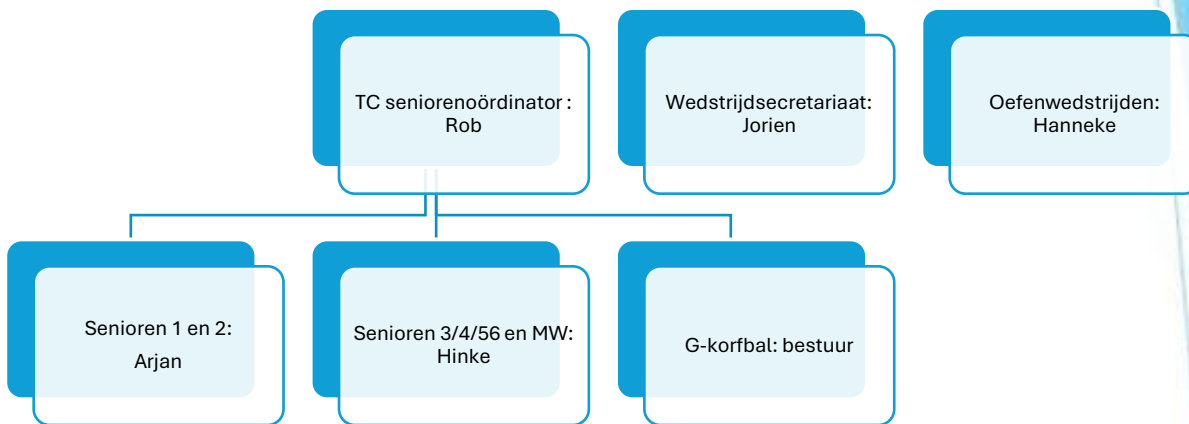 TC seniorenoördinator :
Rob
Wedstrijdsecretariaat:
Jorien
Oefenwedstrijden:
Hanneke
Senioren 1 en 2:
Arjan
Senioren 3/4/56 en MW:
Hinke
G-korfbal: bestuur